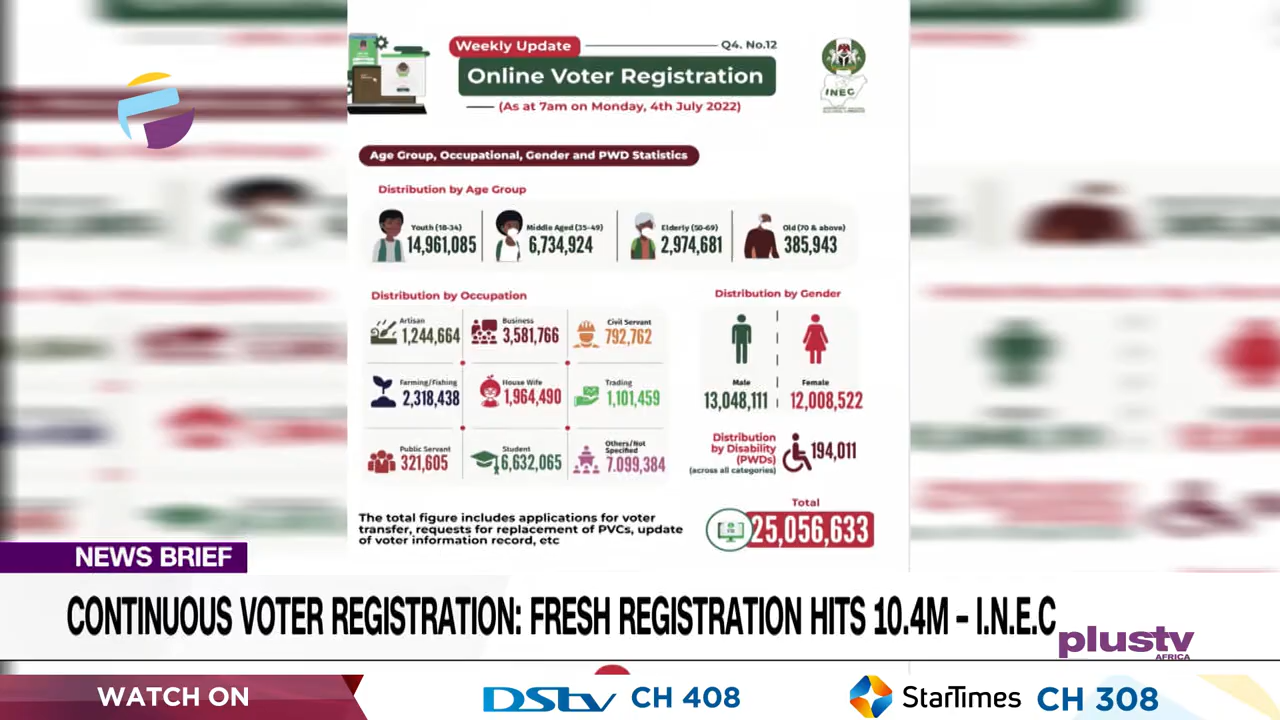 Weekly Update
Q4. No.12
Online Voter Registration
(As at 7am on Monday, 4th July 2022)
INEC
Age Group, Occupational, Gender and PWD Statistics
Distribution by Age Group
Youth (18-34)
14,961,085
Middle Aged (35-49)
6,734,924
Elderly (50-69)
2,974,681
Old (70 & above)
385,943
Distribution by Occupation
Artisan
1,244,664
Business
3,581,766
Civil Servant
792,762
Farming/Fishing
2,318,438
House Wife
1,964,490
Trading
1,101,459
Public Servant
321,605
Student
6,632,065
Others/Not
Specified
7.099,384
Distribution by Gender
Male
13,048,111
Female
12,008,522
Distribution
by Disability
(PWDs)
(across all categories)
194,011
The total figure includes applications for voter
transfer, requests for replacement of PVCs, update
of voter information record, etc
Total
25,056,633
NEWS BRIEF
CONTINUOUS VOTER REGISTRATION: FRESH REGISTRATION HITS 10.4M – I.N.E.C
plustv
AFRICA
WATCH ON
DStv CH 408
StarTimes CH 308